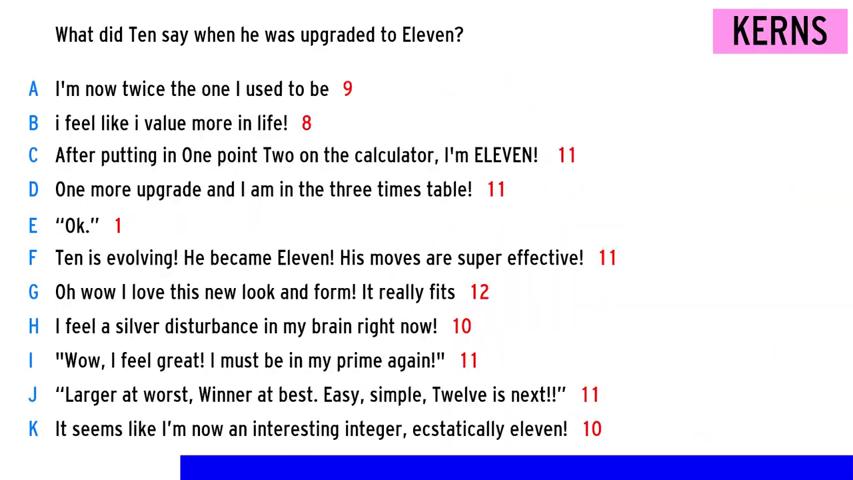 What did Ten say when he was upgraded to Eleven?
KERNS
A I'm now twice the one I used to be 9
B i feel like i value more in life! 8
C After putting in One point Two on the calculator, I'm ELEVEN! 11
D One more upgrade and I am in the three times table! 11
E “Ok.” 1
F Ten is evolving! He became Eleven! His moves are super effective! 11
G Oh wow I love this new look and form! It really fits 12
H I feel a silver disturbance in my brain right now! 10
I "Wow, I feel great! I must be in my prime again!" 11
J “Larger at worst, Winner at best. Easy, simple, Twelve is next!!” 11
K It seems like I’m now an interesting integer, ecstatically eleven! 10